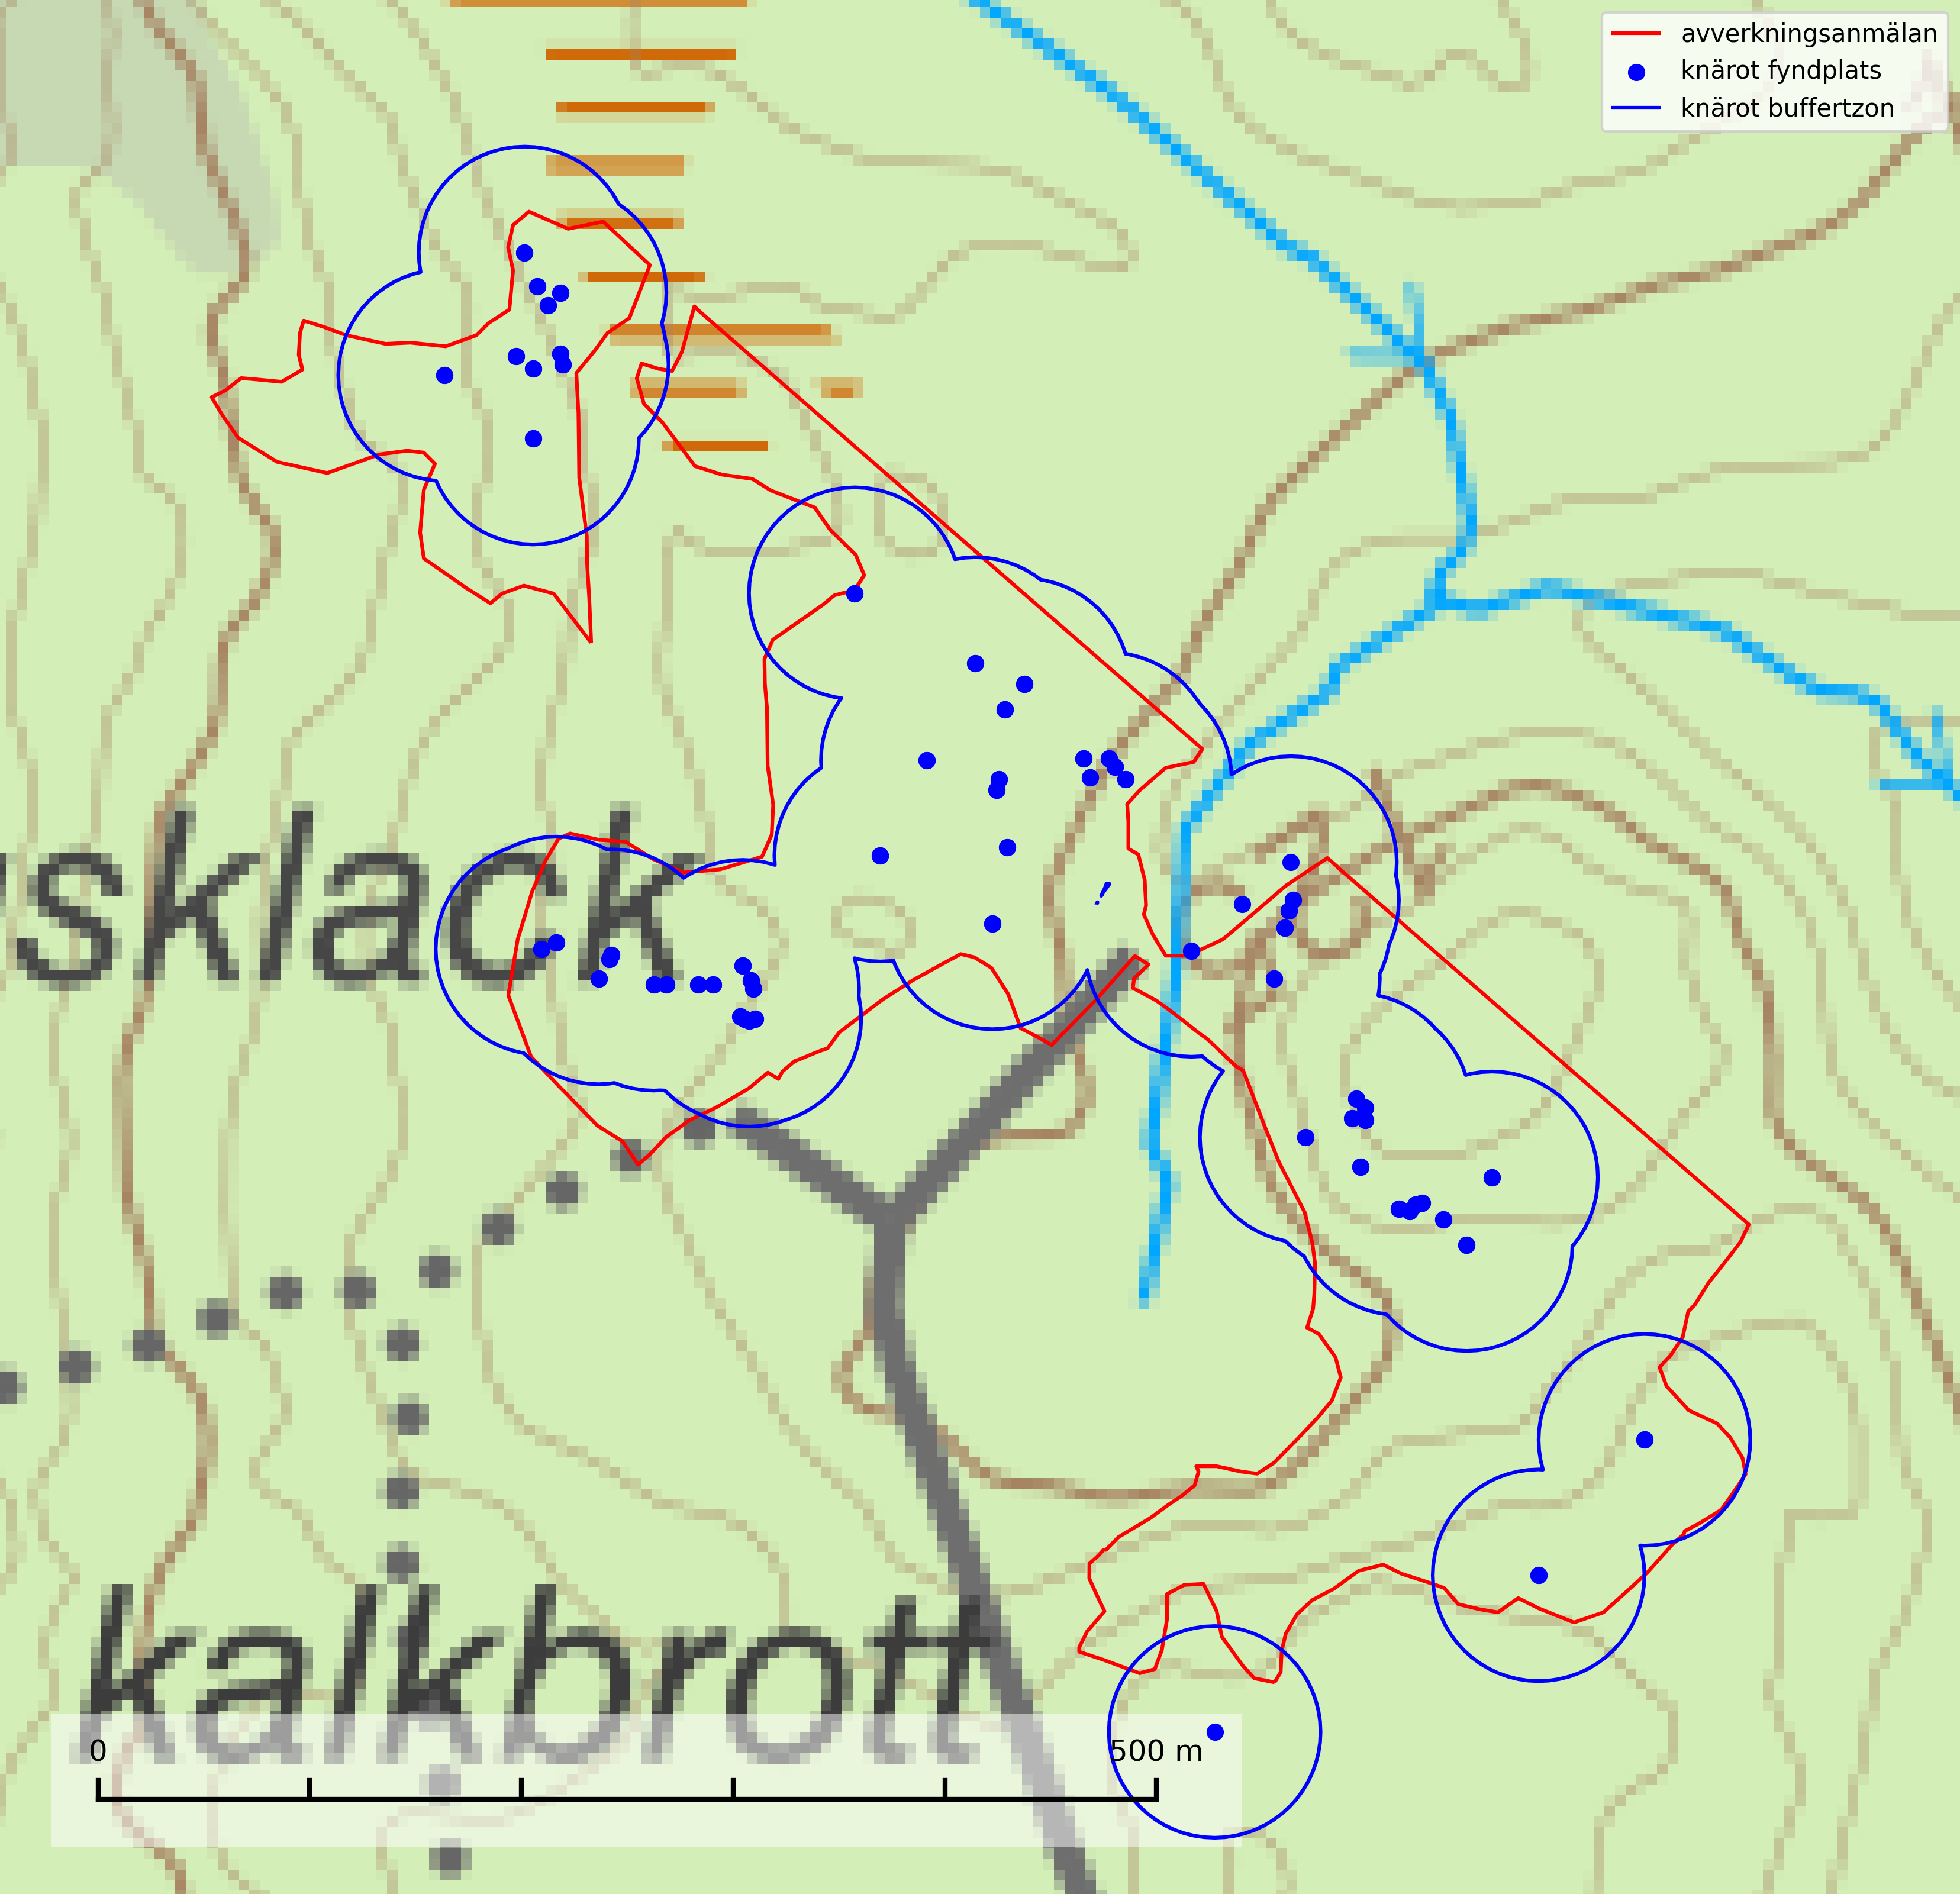 avverkningsanmälan
knärot fyndplats
knärot buffertzon
sklack
kalkbrott
0 500 m